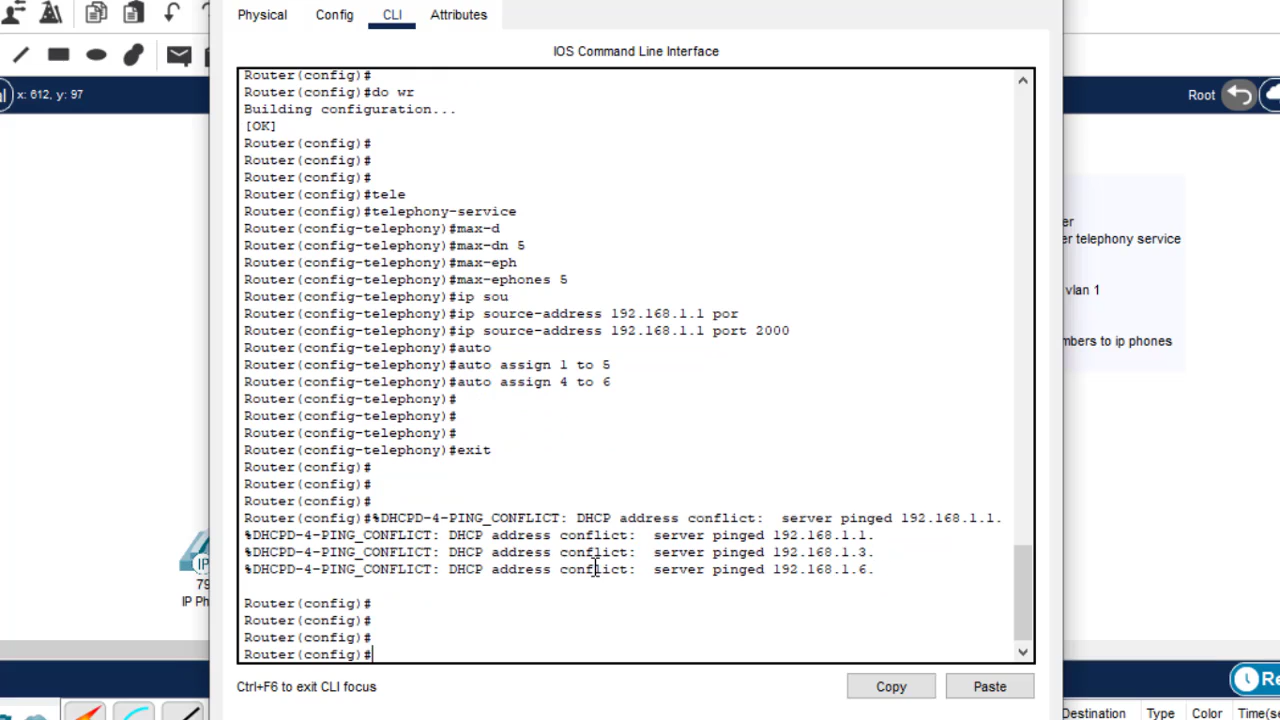 Physical Config CLI Attributes
IOS Command Line Interface
x: 612, y: 97
Root
Router(config)#
Router(config)#do wr
Building configuration...
[OK]
Router(config)#
Router(config)#
Router(config)#
Router(config)#tele
Router(config)#telephony-service
Router(config-telephony)#max-d
Router(config-telephony)#max-dn 5
Router(config-telephony)#max-eph
Router(config-telephony)#max-ephones 5
Router(config-telephony)#ip sou
Router(config-telephony)#ip source-address 192.168.1.1 por
Router(config-telephony)#ip source-address 192.168.1.1 port 2000
Router(config-telephony)#auto
Router(config-telephony)#auto assign 1 to 5
Router(config-telephony)#auto assign 4 to 6
Router(config-telephony)#
Router(config-telephony)#
Router(config-telephony)#
Router(config-telephony)#exit
Router(config)#
Router(config)#
Router(config)#
Router(config)#%DHCPD-4-PING_CONFLICT: DHCP address conflict:  server pinged 192.168.1.1.
%DHCPD-4-PING_CONFLICT: DHCP address conflict:  server pinged 192.168.1.1.
%DHCPD-4-PING_CONFLICT: DHCP address conflict:  server pinged 192.168.1.3.
%DHCPD-4-PING_CONFLICT: DHCP address conflict:  server pinged 192.168.1.6.
Router(config)#
Router(config)#
Router(config)#
Router(config)#
Ctrl+F6 to exit CLI focus
Copy Paste
er telephony service
vlan 1
mbers to ip phones
IP
79
IP Ph
Re
Destination Type Color Time(se